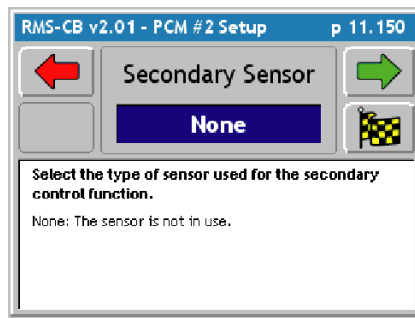 RMS-CB v2.01 - PCM #2 Setup p 11.150
Secondary Sensor
None
Select the type of sensor used for the secondary
control function.
None: The sensor is not in use.